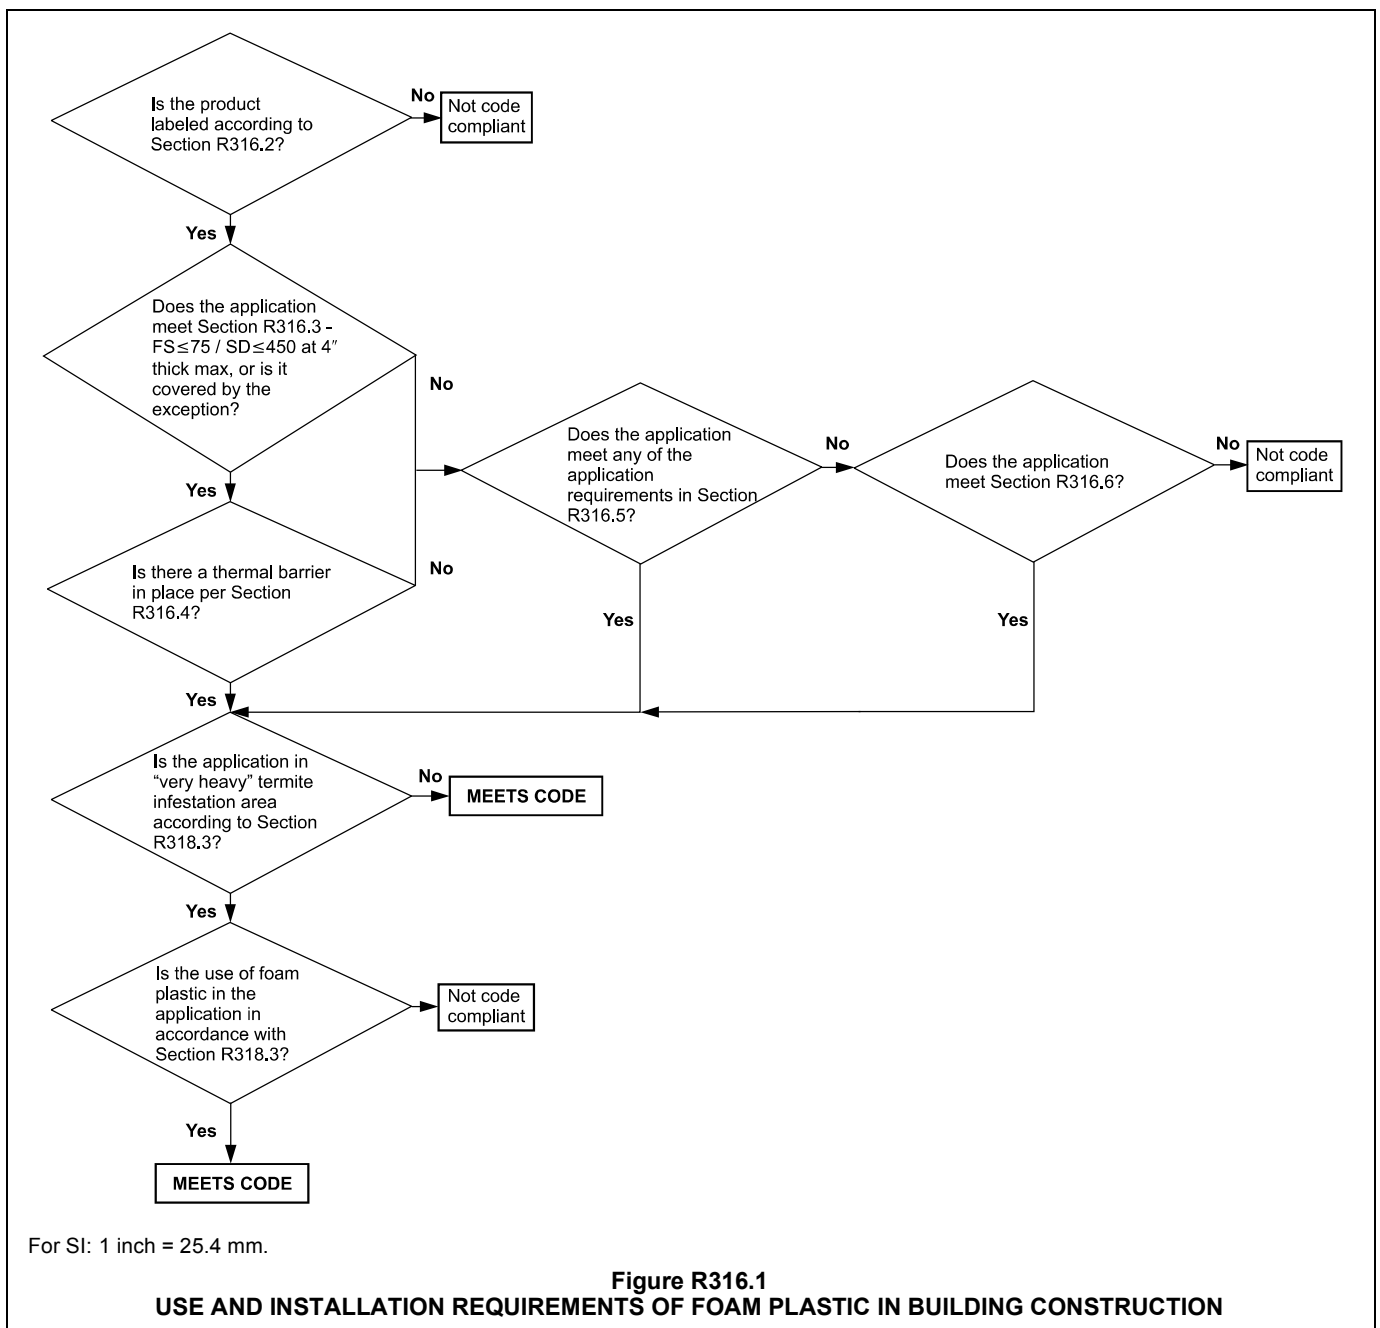 Is the product
labeled according to
Section R316.2?
No
Not code
compliant
Yes
Does the application
meet Section R316.3 -
FS≤75 / SD≤450 at 4″
thick max, or is it
covered by the
exception?
No
Does the application
meet any of the
application
requirements in Section
R316.5?
No
Does the application
meet Section R316.6?
No
Not code
compliant
Yes
Is there a thermal barrier
in place per Section
R316.4?
No
Yes
Yes
Yes
Is the application in
“very heavy” termite
infestation area
according to Section
R318.3?
No
MEETS CODE
Yes
Is the use of foam
plastic in the
application in
accordance with
Section R318.3?
Not code
compliant
Yes
MEETS CODE
For SI: 1 inch = 25.4 mm.
Figure R316.1
USE AND INSTALLATION REQUIREMENTS OF FOAM PLASTIC IN BUILDING CONSTRUCTION